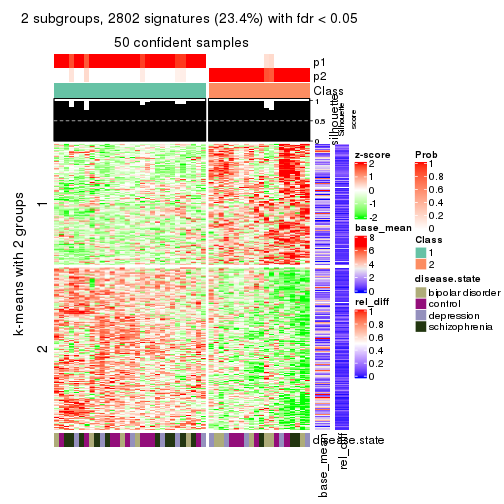 2 subgroups, 2802 signatures (23.4%) with fdr < 0.05
50 confident samples
p1
p2
Class
1
0.5
0
silhouette
Silhouette
score
k-means with 2 groups
1
2
disease.state
base_mean
rel_diff
z-score
2
1
0
-1
-2
base_mean
8
6
4
2
0
rel_diff
1
0.8
0.6
0.4
0.2
0
Prob
1
0.8
0.6
0.4
0.2
0
Class
1
2
disease.state
bipolar disorder
control
depression
schizophrenia